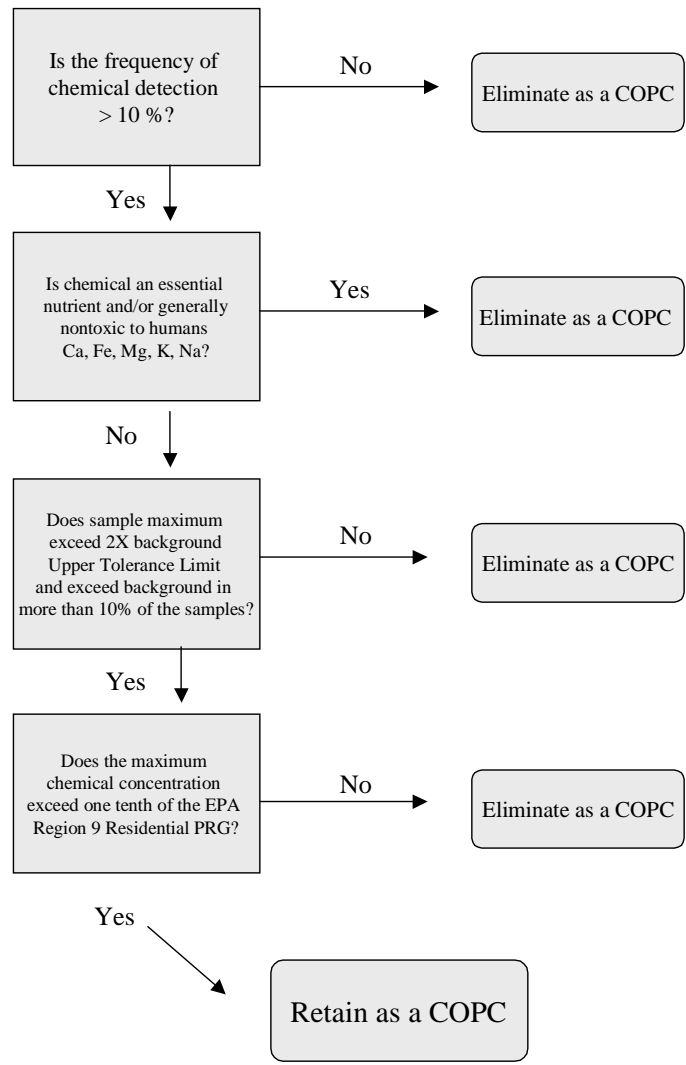 Is the frequency of
chemical detection
> 10 %?
No
Eliminate as a COPC
Yes
Is chemical an essential
nutrient and/or generally
nontoxic to humans
Ca, Fe, Mg, K, Na?
Yes
Eliminate as a COPC
No
Does sample maximum
exceed 2X background
Upper Tolerance Limit
and exceed background in
more than 10% of the samples?
No
Eliminate as a COPC
Yes
Does the maximum
chemical concentration
exceed one tenth of the EPA
Region 9 Residential PRG?
No
Eliminate as a COPC
Yes
Retain as a COPC